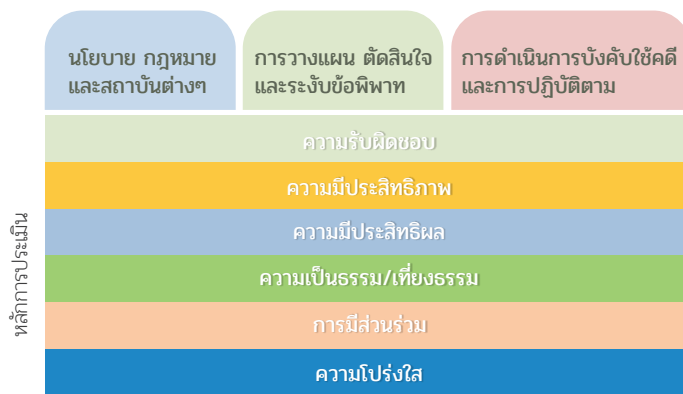 นโยบาย กฎหมาย
และสถาบันต่างๆ
การวางแผน ตัดสินใจ
และระงับข้อพิพาท
การดำเนินการบังคับใช้คดี
และการปฏิบัติตาม
หลักการประเมิน
ความรับผิดชอบ
ความมีประสิทธิภาพ
ความมีประสิทธิผล
ความเป็นธรรม/เที่ยงธรรม
การมีส่วนร่วม
ความโปร่งใส